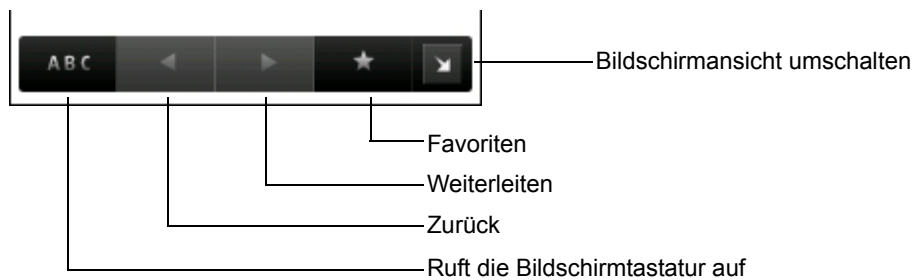 ABC
Bildschirmansicht umschalten
Favoriten
Weiterleiten
Zurück
Ruft die Bildschirmtastatur auf